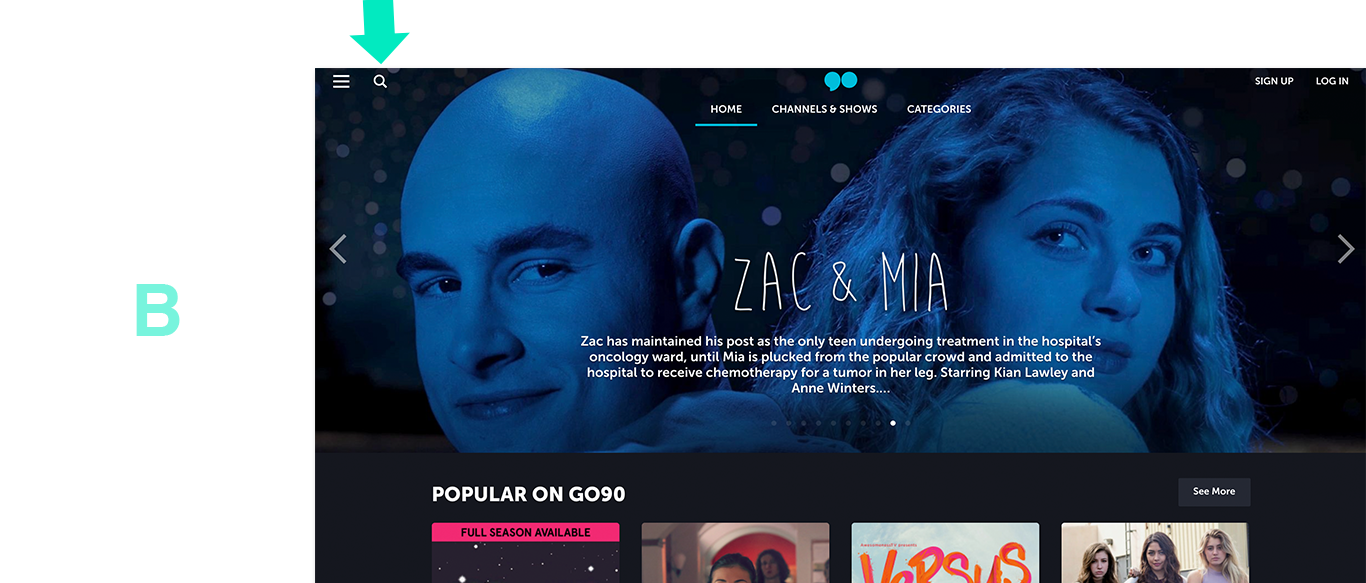 SIGN UP LOG IN
HOME CHANNELS & SHOWS CATEGORIES
B
ZAC & MIA
Zac has maintained his post as the only teen undergoing treatment in the hospital's
oncology ward, until Mia is plucked from the popular crowd and admitted to the
hospital to receive chemotherapy for a tumor in her leg. Starring Kian Lawley and
Anne Winters....
POPULAR ON GO90
See More
FULL SEASON AVAILABLE
AwesomenessTV presents
VERSUS